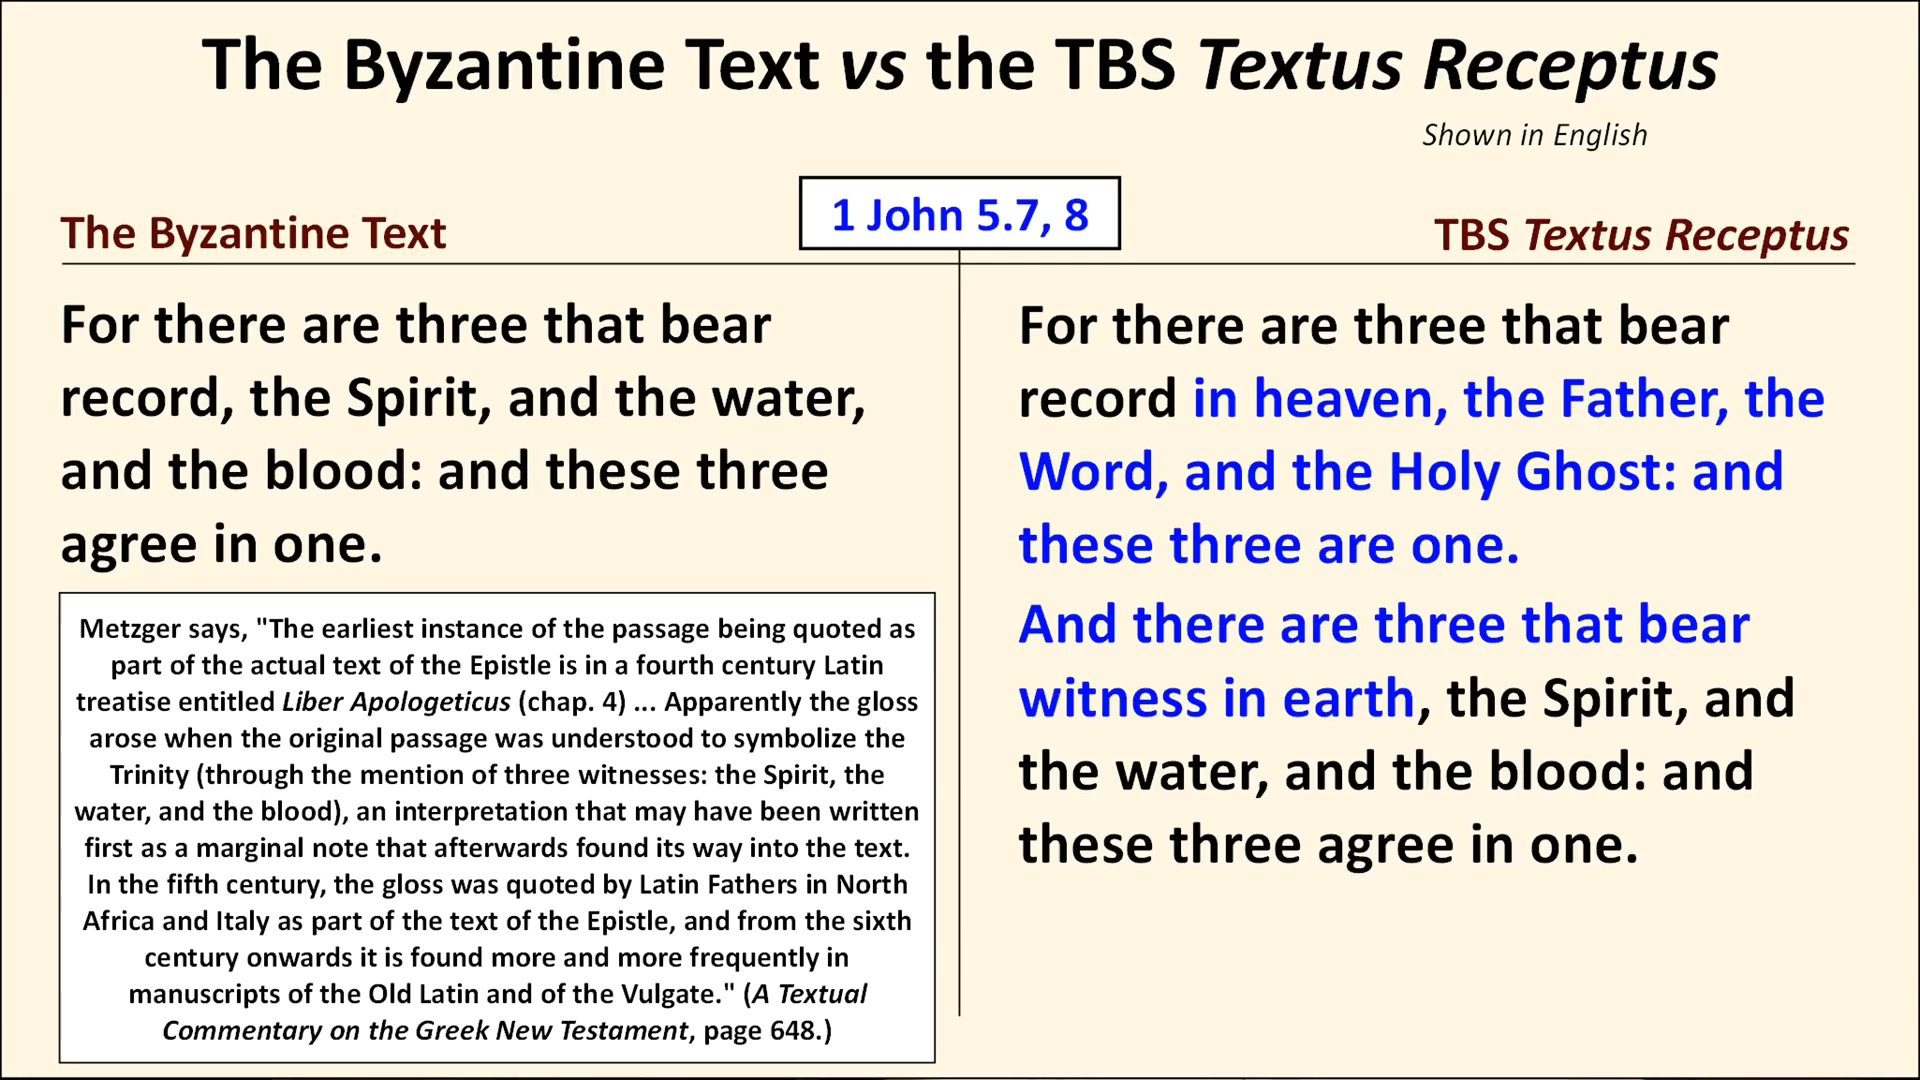 The Byzantine Text vs the TBS Textus Receptus
Shown in English
1 John 5.7, 8
The Byzantine Text
For there are three that bear
record, the Spirit, and the water,
and the blood: and these three
agree in one.
Metzger says, "The earliest instance of the passage being quoted as
part of the actual text of the Epistle is in a fourth century Latin
treatise entitled Liber Apologeticus (chap. 4) ... Apparently the gloss
arose when the original passage was understood to symbolize the
Trinity (through the mention of three witnesses: the Spirit, the
water, and the blood), an interpretation that may have been written
first as a marginal note that afterwards found its way into the text.
In the fifth century, the gloss was quoted by Latin Fathers in North
Africa and Italy as part of the text of the Epistle, and from the sixth
century onwards it is found more and more frequently in
manuscripts of the Old Latin and of the Vulgate." (A Textual
Commentary on the Greek New Testament, page 648.)
TBS Textus Receptus
For there are three that bear
record in heaven, the Father, the
Word, and the Holy Ghost: and
these three are one.
And there are three that bear
witness in earth, the Spirit, and
the water, and the blood: and
these three agree in one.